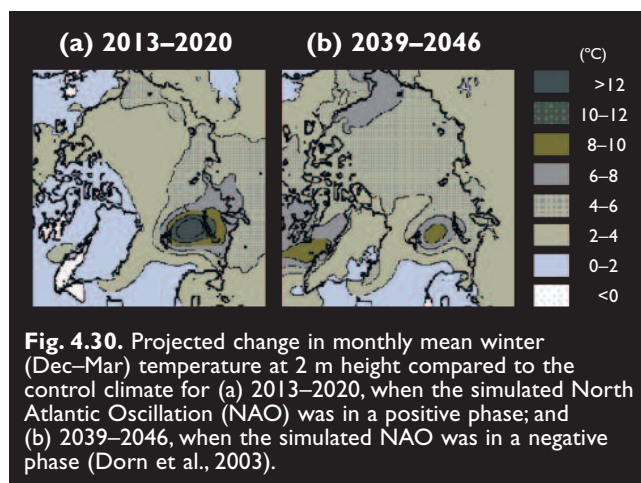 (a) 2013–2020
(b) 2039–2046
(°C)
>12
10–12
8–10
6–8
4–6
2–4
0–2
<0
Fig. 4.30. Projected change in monthly mean winter
(Dec–Mar) temperature at 2 m height compared to the
control climate for (a) 2013–2020, when the simulated North
Atlantic Oscillation (NAO) was in a positive phase; and
(b) 2039–2046, when the simulated NAO was in a negative
phase (Dorn et al., 2003).